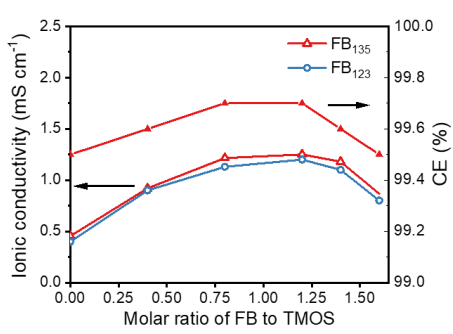 2.5
2.0
1.5
1.0
0.5
0.0
Ionic conductivity (mS cm⁻¹)
FB₁₃₅
FB₁₂₃
100.0
99.8
99.6
99.4
99.2
99.0
CE (%)
0.00 0.25 0.50 0.75 1.00 1.25 1.50
Molar ratio of FB to TMOS